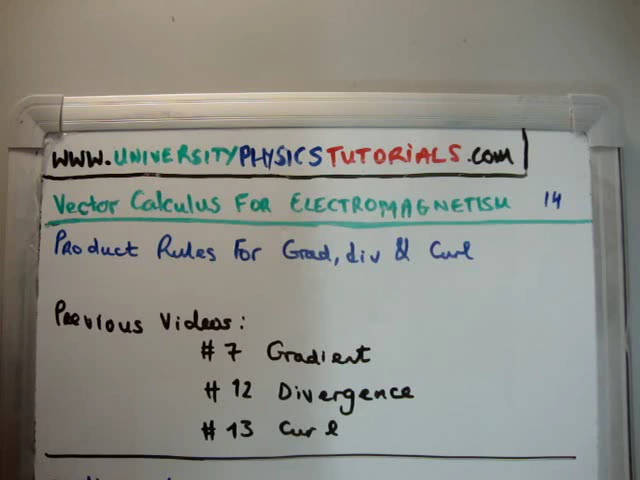 WWW.UNIVERSITYPHYSICSTUTORIALS.COM
Vector Calculus FOR ELECTROMAGNETISM 14
Product Rules For Grad, div & Curl
Previous Videos:
# 7 Gradient
# 12 Divergence
# 13 Curl